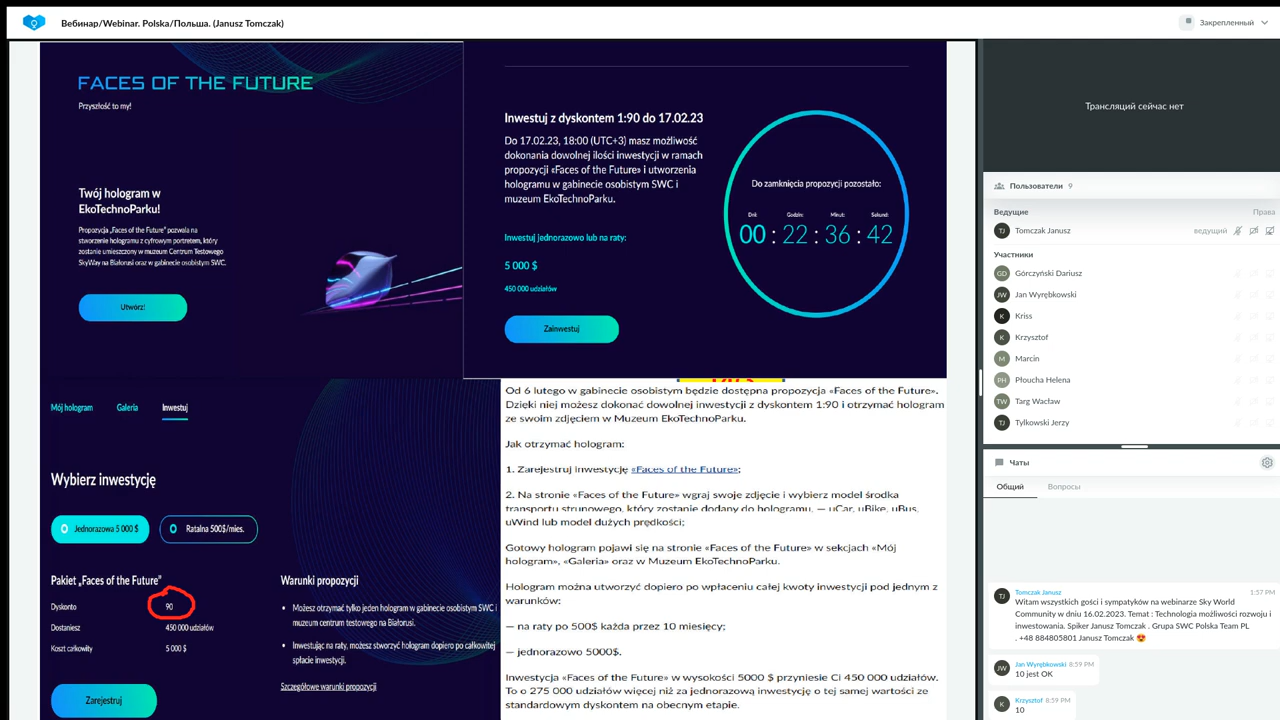 Вебинар/Webinar. Polska/Польша. (Janusz Tomczak)
Закрепленный
FACES OF THE FUTURE
Przyszłość to my!
Twój hologram w
EkoTechnoParku!
Propozycja „Faces of the Future" pozwala na
stworzenie hologramu z cyfrowym portretem, który
zostanie umieszczony w muzeum Centrum Testowego
SkyWay na Białorusi oraz w gabinecie osobistym SWC.
Utwórz!
Inwestuj z dyskontem 1:90 do 17.02.23
Do 17.02.23, 18:00 (UTC+3) masz możliwość
dokonania dowolnej ilości inwestycji w ramach
propozycji «Faces of the Future» i utworzenia
hologramu w gabinecie osobistym SWC i
muzeum EkoTechnoParku.
Inwestuj jednorazowo lub na raty:
5 000 $
450 000 udziałów
Zainwestuj
Do zamknięcia propozycji pozostało:
Dni: Godzin: Minut: Sekund:
00 : 22 : 36 : 42
Mój hologram Galeria Inwestuj
Wybierz inwestycję
Jednorazowa 5 000 $ Ratalna 500$/mies.
Pakiet „Faces of the Future"
Dyskonto 90
Dostaniesz 450 000 udziałów
Koszt całkowity 5 000 $
Zarejestruj
Warunki propozycji
• Możesz otrzymać tylko jeden hologram w gabinecie osobistym SWC i
muzeum centrum testowego na Białorusi.
• Inwestując na raty, możesz stworzyć hologram dopiero po całkowitej
spłacie inwestycji.
Szczegółowe warunki propozycji
Od 6 lutego w gabinecie osobistym będzie dostępna propozycja «Faces of the Future».
Dzięki niej możesz dokonać dowolnej inwestycji z dyskontem 1:90 i otrzymać hologram
ze swoim zdjęciem w Muzeum EkoTechnoParku.
Jak otrzymać hologram:
1. Zarejestruj inwestycję «Faces of the Future»;
2. Na stronie «Faces of the Future» wgraj swoje zdjęcie i wybierz model środka
transportu strunowego, który zostanie dodany do hologramu, — uCar, uBike, uBus,
uWind lub model dużych prędkości;
Gotowy hologram pojawi się na stronie «Faces of the Future» w sekcjach «Mój
hologram», «Galeria» oraz w Muzeum EkoTechnoParku.
Hologram można utworzyć dopiero po wpłaceniu całej kwoty inwestycji pod jednym z
warunków:
— na raty po 500$ każda przez 10 miesięcy;
— jednorazowo 5000$.
Inwestycja «Faces of the Future» w wysokości 5000 $ przyniesie Ci 450 000 udziałów.
To o 275 000 udziałów więcej niż za jednorazową inwestycję o tej samej wartości ze
standardowym dyskontem na obecnym etapie.
Трансляций сейчас нет
Пользователи 9
Ведущие Права
TJ Tomczak Janusz ведущий
Участники
GD Górczyński Dariusz
JW Jan Wyrębkowski
K Kriss
K Krzysztof
M Marcin
PH Płoucha Helena
TW Targ Wacław
TJ Tylkowski Jerzy
Чаты
Общий Вопросы
TJ Tomczak Janusz 1:57 PM
Witam wszystkich gości i sympatyków na webinarze Sky World
Community w dniu 16.02.2023. Temat : Technologia możliwości rozwoju i
inwestowania. Spiker Janusz Tomczak . Grupa SWC Polska Team PL
. +48 884805801 Janusz Tomczak 😍
JW Jan Wyrębkowski 8:59 PM
10 jest OK
K Krzysztof 8:59 PM
10